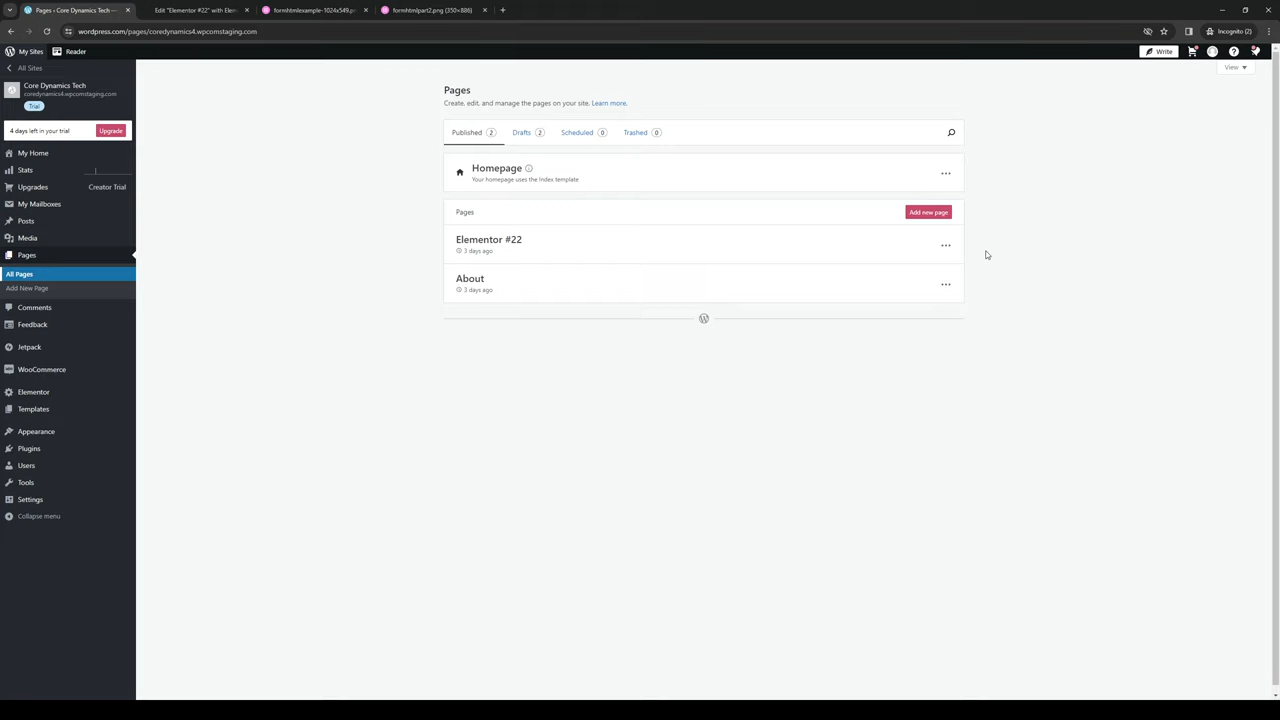 Pages ‹ Core Dynamics Tech —
Edit "Elementor #22" with Elem
formhtmlexample-1024x549.pn
formhtmlpart2.png (350×886)
wordpress.com/pages/coredynamics4.wpcomstaging.com
Incognito (2)
My Sites
Reader
Write
All Sites
View
Core Dynamics Tech
coredynamics4.wpcomstaging.com
Trial
4 days left in your trial
Upgrade
My Home
Stats
Upgrades
Creator Trial
My Mailboxes
Posts
Media
Pages
All Pages
Add New Page
Comments
Feedback
Jetpack
WooCommerce
Elementor
Templates
Appearance
Plugins
Users
Tools
Settings
Collapse menu
Pages
Create, edit, and manage the pages on your site. Learn more.
Published 2
Drafts 2
Scheduled 0
Trashed 0
Homepage
Your homepage uses the Index template
Pages
Add new page
Elementor #22
3 days ago
About
3 days ago